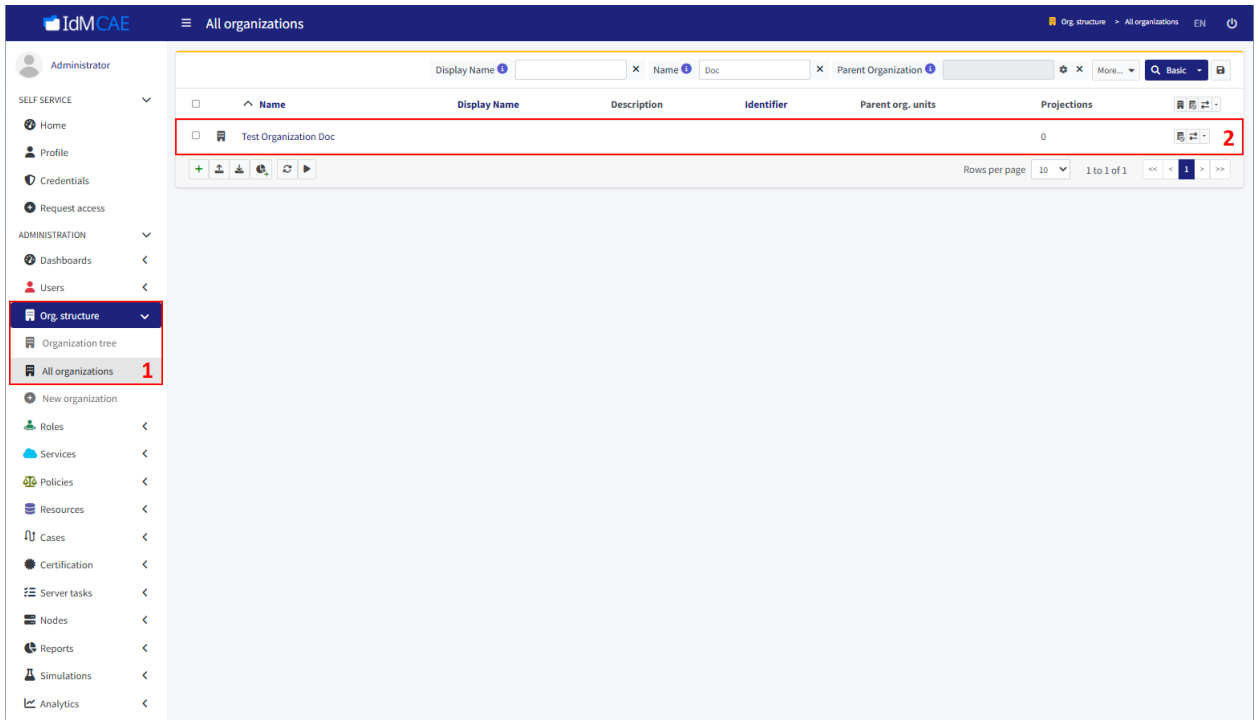 IdMCAE
All organizations
Org. structure > All organizations EN
Administrator
Display Name Name Doc Parent Organization More... Basic
SELF SERVICE
Name Display Name Description Identifier Parent org. units Projections
Home
Test Organization Doc 0 2
Profile
Rows per page 10 1 to 1 of 1 << < 1 > >>
Credentials
Request access
ADMINISTRATION
Dashboards
Users
Org. structure
Organization tree
All organizations 1
New organization
Roles
Services
Policies
Resources
Cases
Certification
Server tasks
Nodes
Reports
Simulations
Analytics